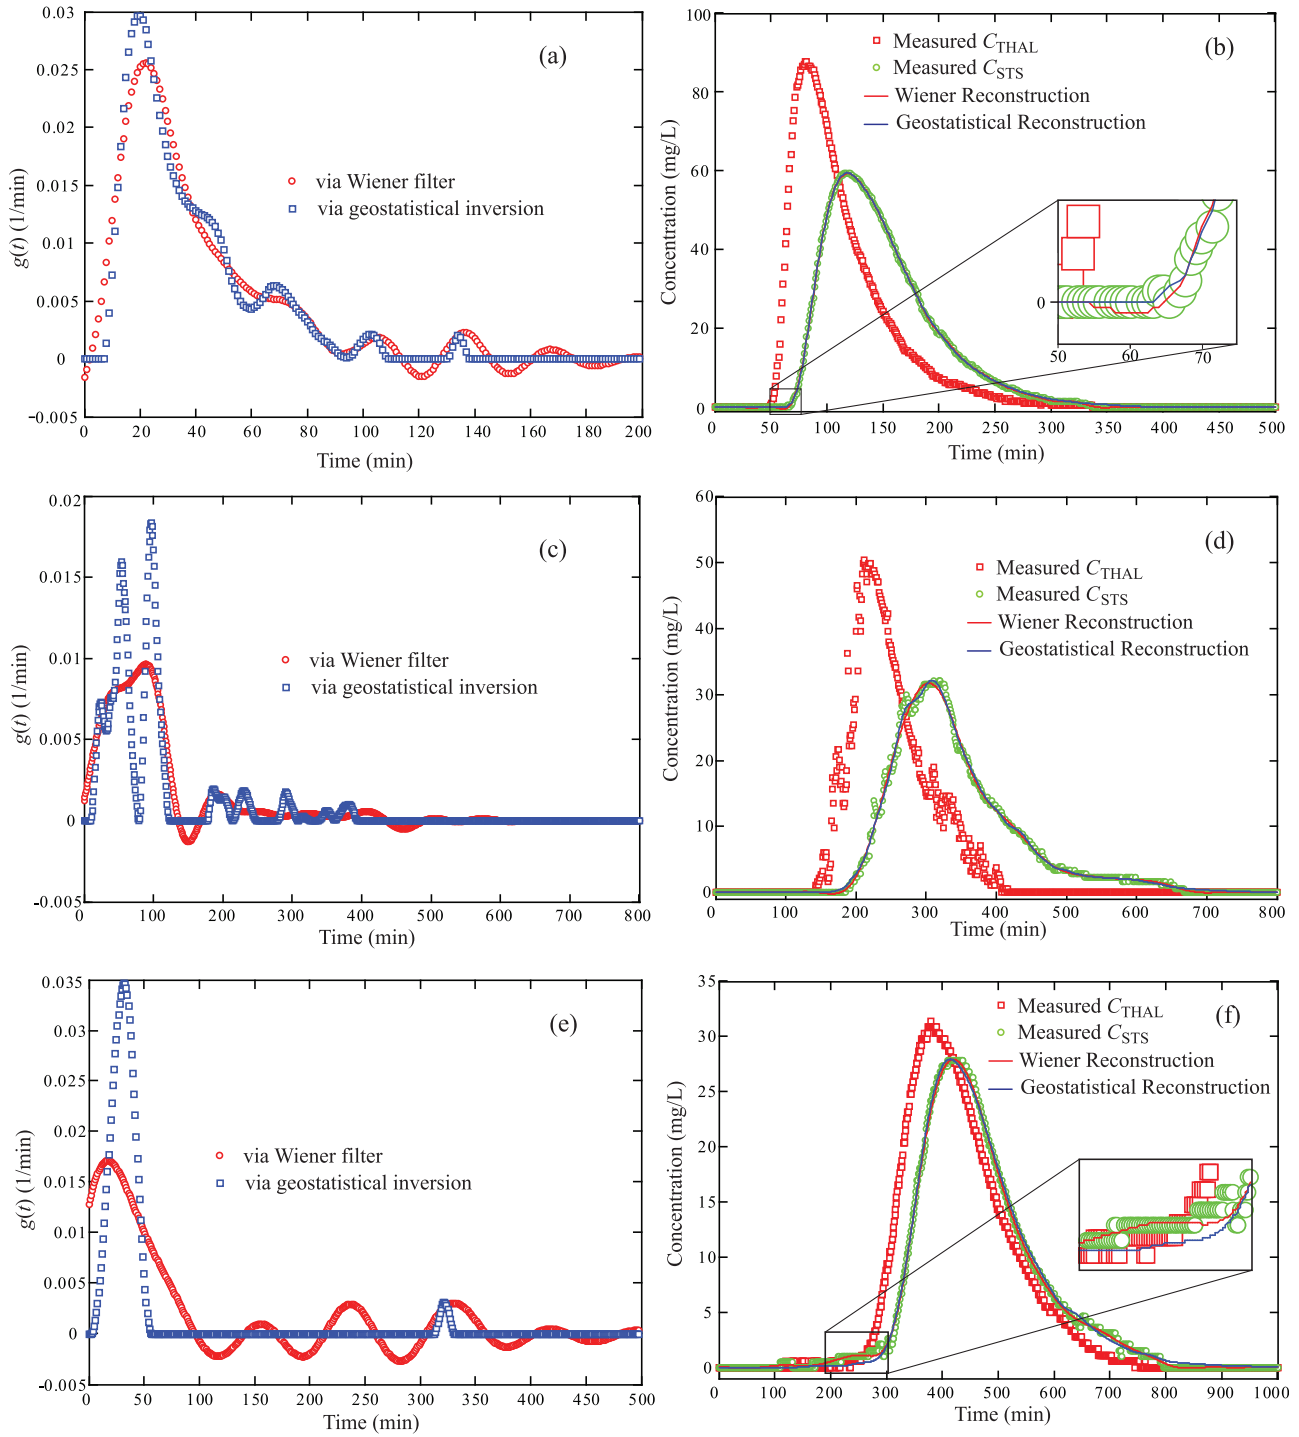 0.03
0.025
0.02
0.015
0.01
0.005
0
-0.005
g(t) (1/min)
(a)
via Wiener filter
via geostatistical inversion
0 20 40 60 80 100 120 140 160 180 200
Time (min)
100
80
60
40
20
0
Concentration (mg/L)
(b)
Measured C_THAL
Measured C_STS
Wiener Reconstruction
Geostatistical Reconstruction
0
50 60 70
0 50 100 150 200 250 300 350 400 450 500
Time (min)
0.02
0.015
0.01
0.005
0
-0.005
g(t) (1/min)
(c)
via Wiener filter
via geostatistical inversion
0 100 200 300 400 500 600 700 800
Time (min)
60
50
40
30
20
10
0
Concentration (mg/L)
(d)
Measured C_THAL
Measured C_STS
Wiener Reconstruction
Geostatistical Reconstruction
0 100 200 300 400 500 600 700 800
Time (min)
0.035
0.03
0.025
0.02
0.015
0.01
0.005
0
-0.005
g(t) (1/min)
(e)
via Wiener filter
via geostatistical inversion
0 50 100 150 200 250 300 350 400 450 500
Time (min)
35
30
25
20
15
10
5
0
Concentration (mg/L)
(f)
Measured C_THAL
Measured C_STS
Wiener Reconstruction
Geostatistical Reconstruction
0 100 200 300 400 500 600 700 800 900 1000
Time (min)